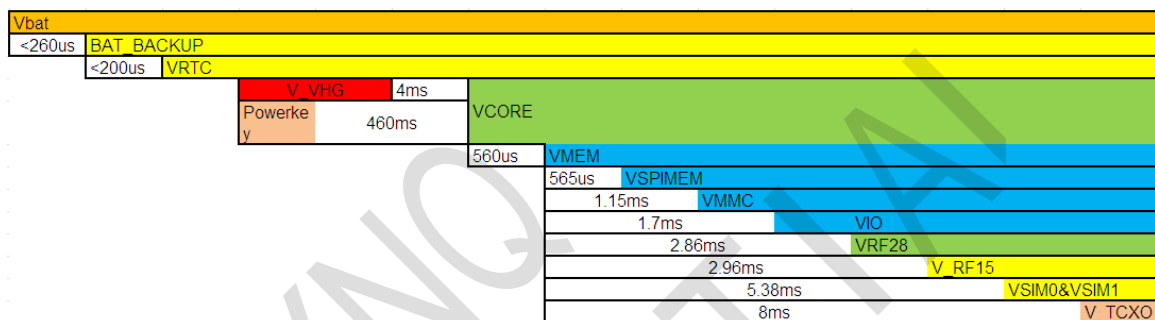 Vbat
<260us BAT_BACKUP
<200us VRTC
V_VHG 4ms
Powerke
y
460ms
VCORE
560us VMEM
565us VSPIMEM
1.15ms VMMC
1.7ms VIO
2.86ms VRF28
2.96ms V_RF15
5.38ms VSIM0&VSIM1
8ms V_TCXO